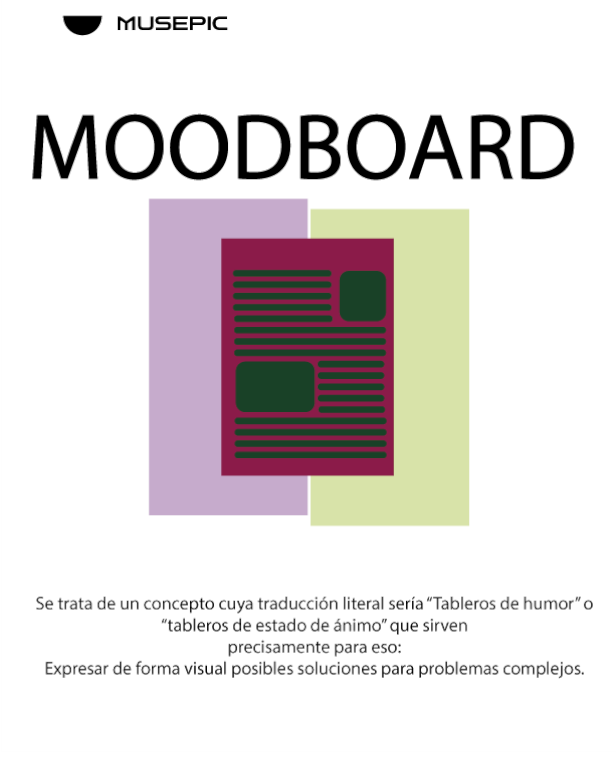 MUSEPIC
MOODBOARD
Se trata de un concepto cuya traducción literal sería “Tableros de humor” o
“tableros de estado de ánimo” que sirven
precisamente para eso:
Expresar de forma visual posibles soluciones para problemas complejos.